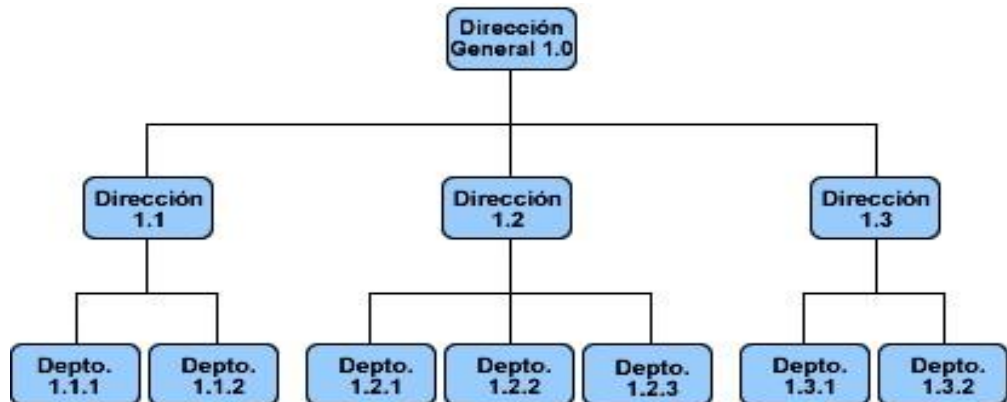 Dirección
General 1.0
Dirección
1.1
Dirección
1.2
Dirección
1.3
Depto.
1.1.1
Depto.
1.1.2
Depto.
1.2.1
Depto.
1.2.2
Depto.
1.2.3
Depto.
1.3.1
Depto.
1.3.2